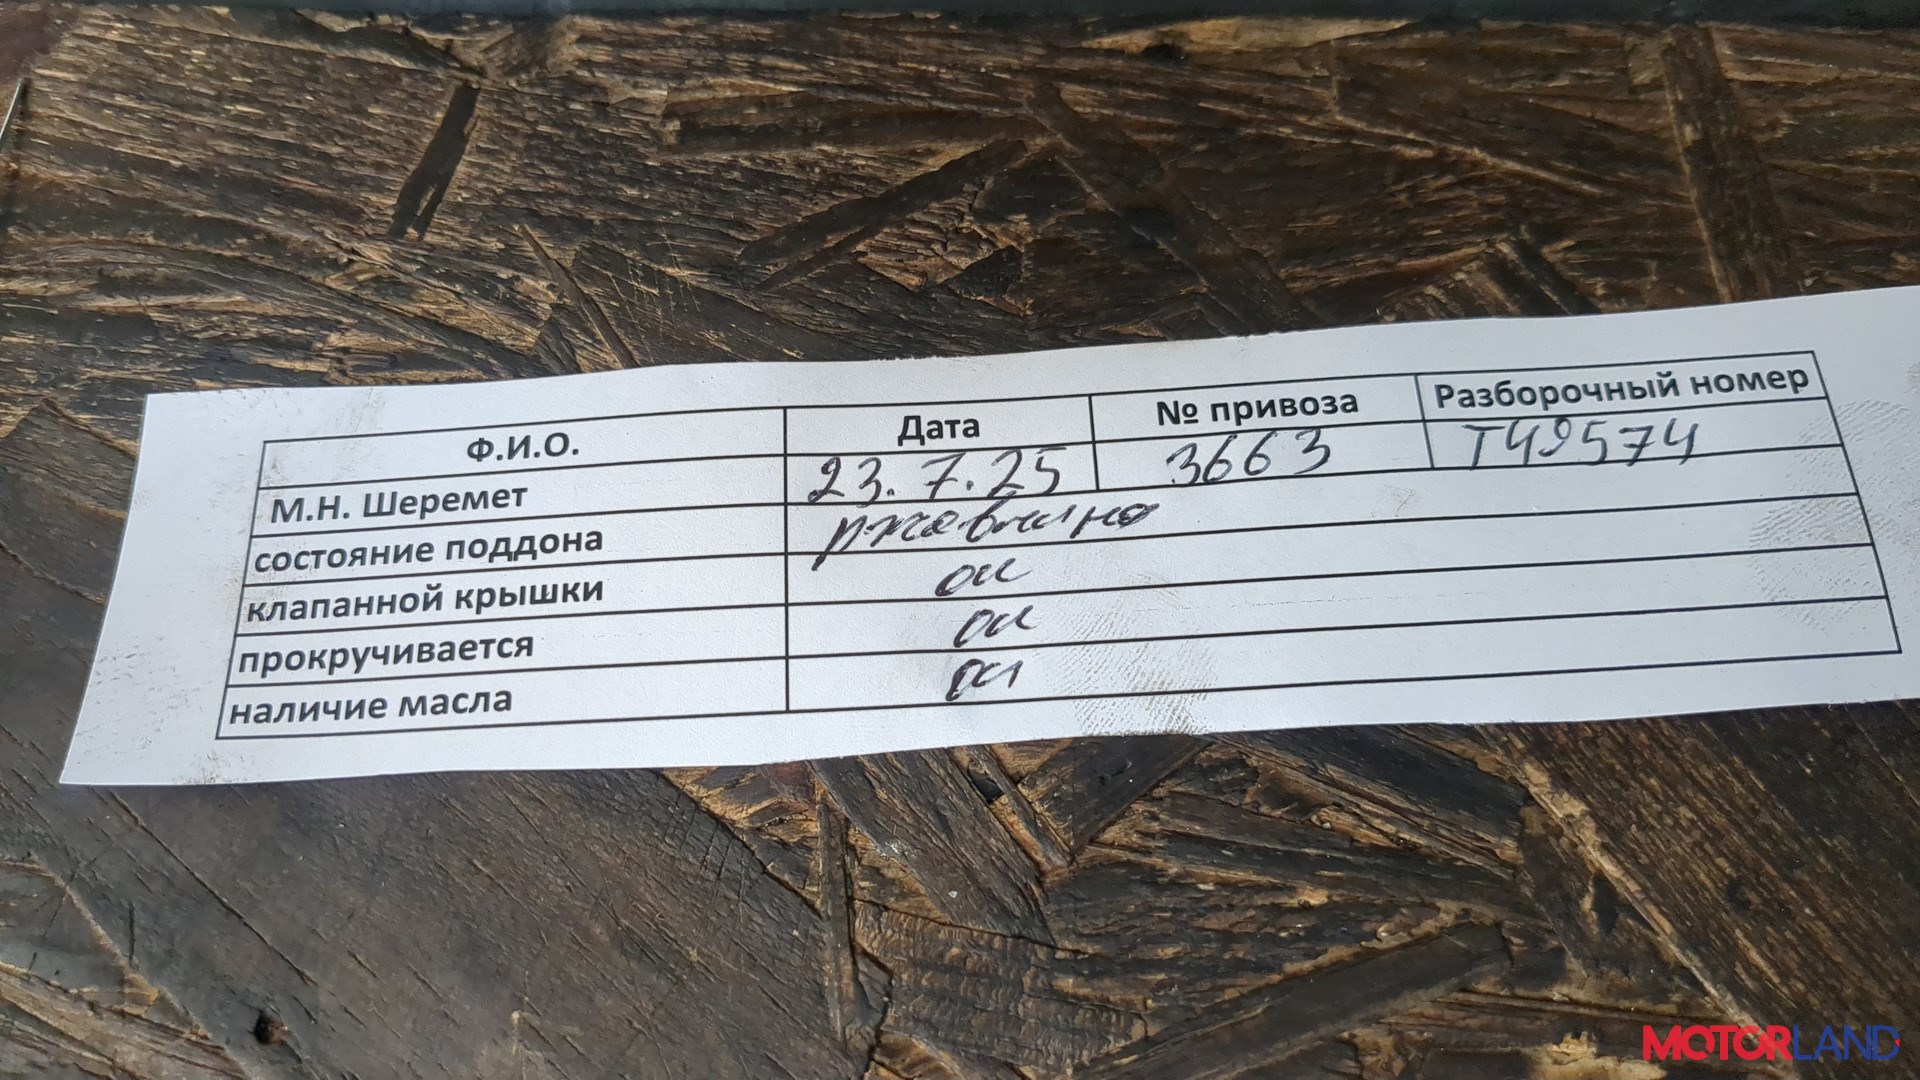 Ф.И.О. Дата № привоза Разборочный номер
М.Н. Шеремет 23.7.25 3663 T49574
состояние поддона ржавчина
клапанной крышки ок
прокручивается ок
наличие масла ок
MOTORLAND